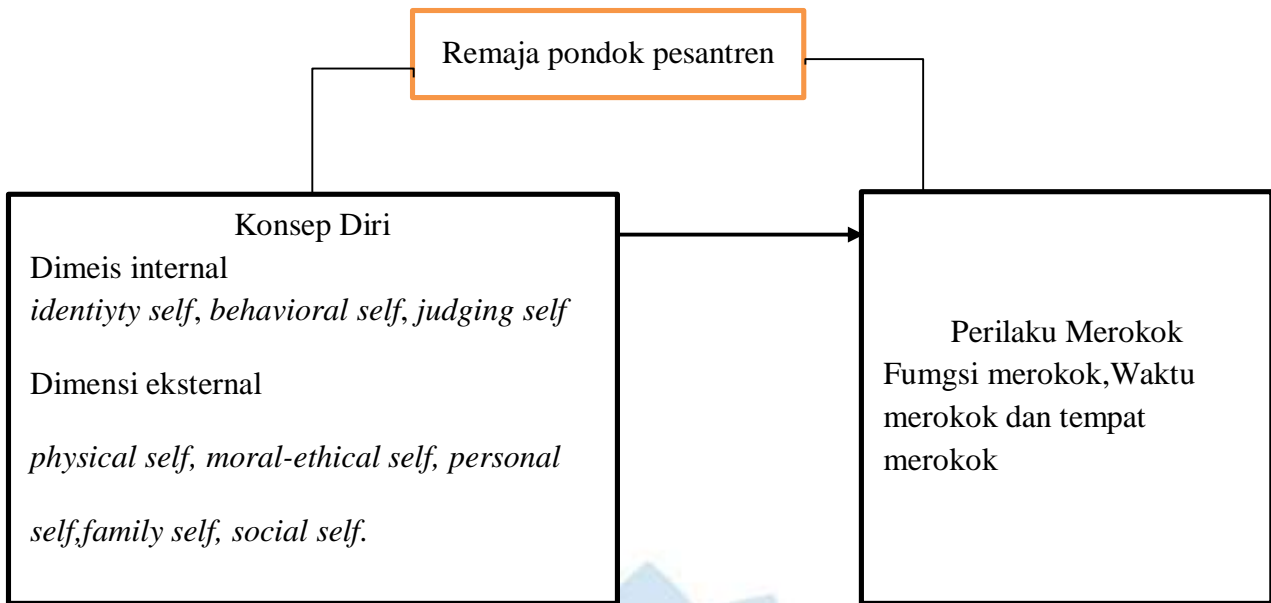 Remaja pondok pesantren
Konsep Diri
Dimeis internal
identiyty self, behavioral self, judging self
Dimensi eksternal
physical self, moral-ethical self, personal
self,family self, social self.
Perilaku Merokok
Fumgsi merokok,Waktu
merokok dan tempat
merokok